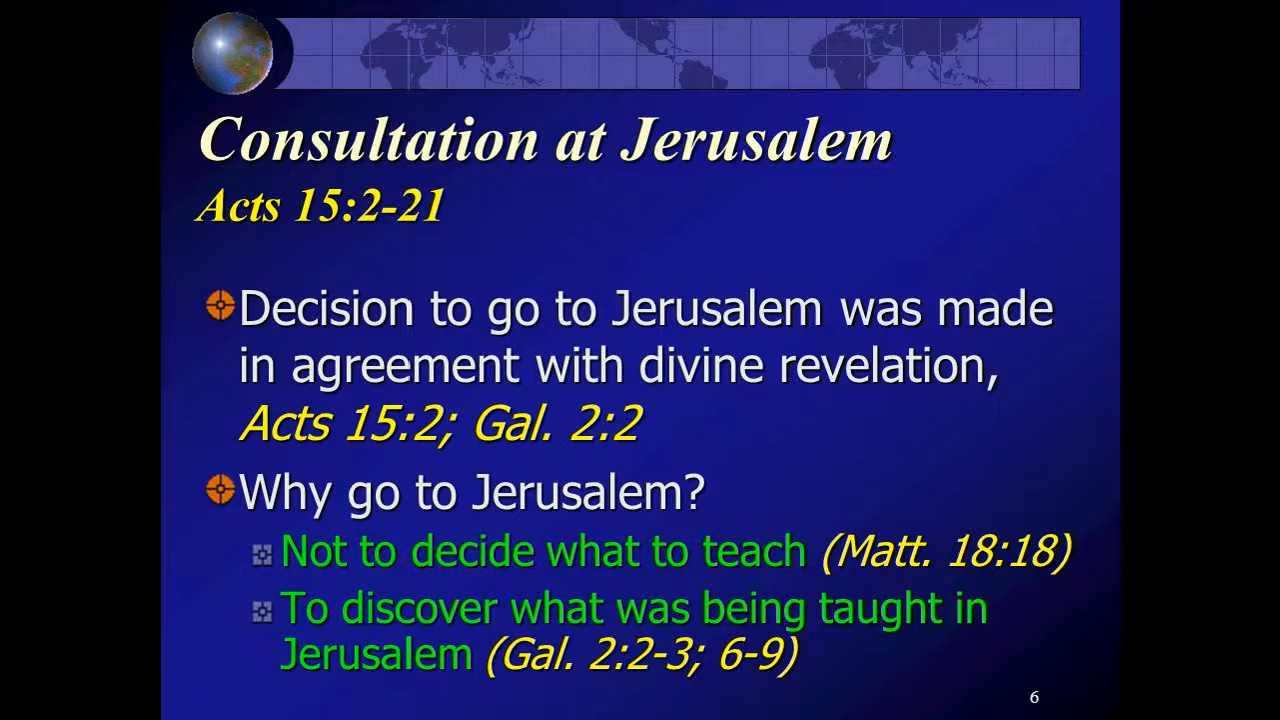 Consultation at Jerusalem
Acts 15:2-21
Decision to go to Jerusalem was made
in agreement with divine revelation,
Acts 15:2; Gal. 2:2
Why go to Jerusalem?
Not to decide what to teach (Matt. 18:18)
To discover what was being taught in
Jerusalem (Gal. 2:2-3; 6-9)
6